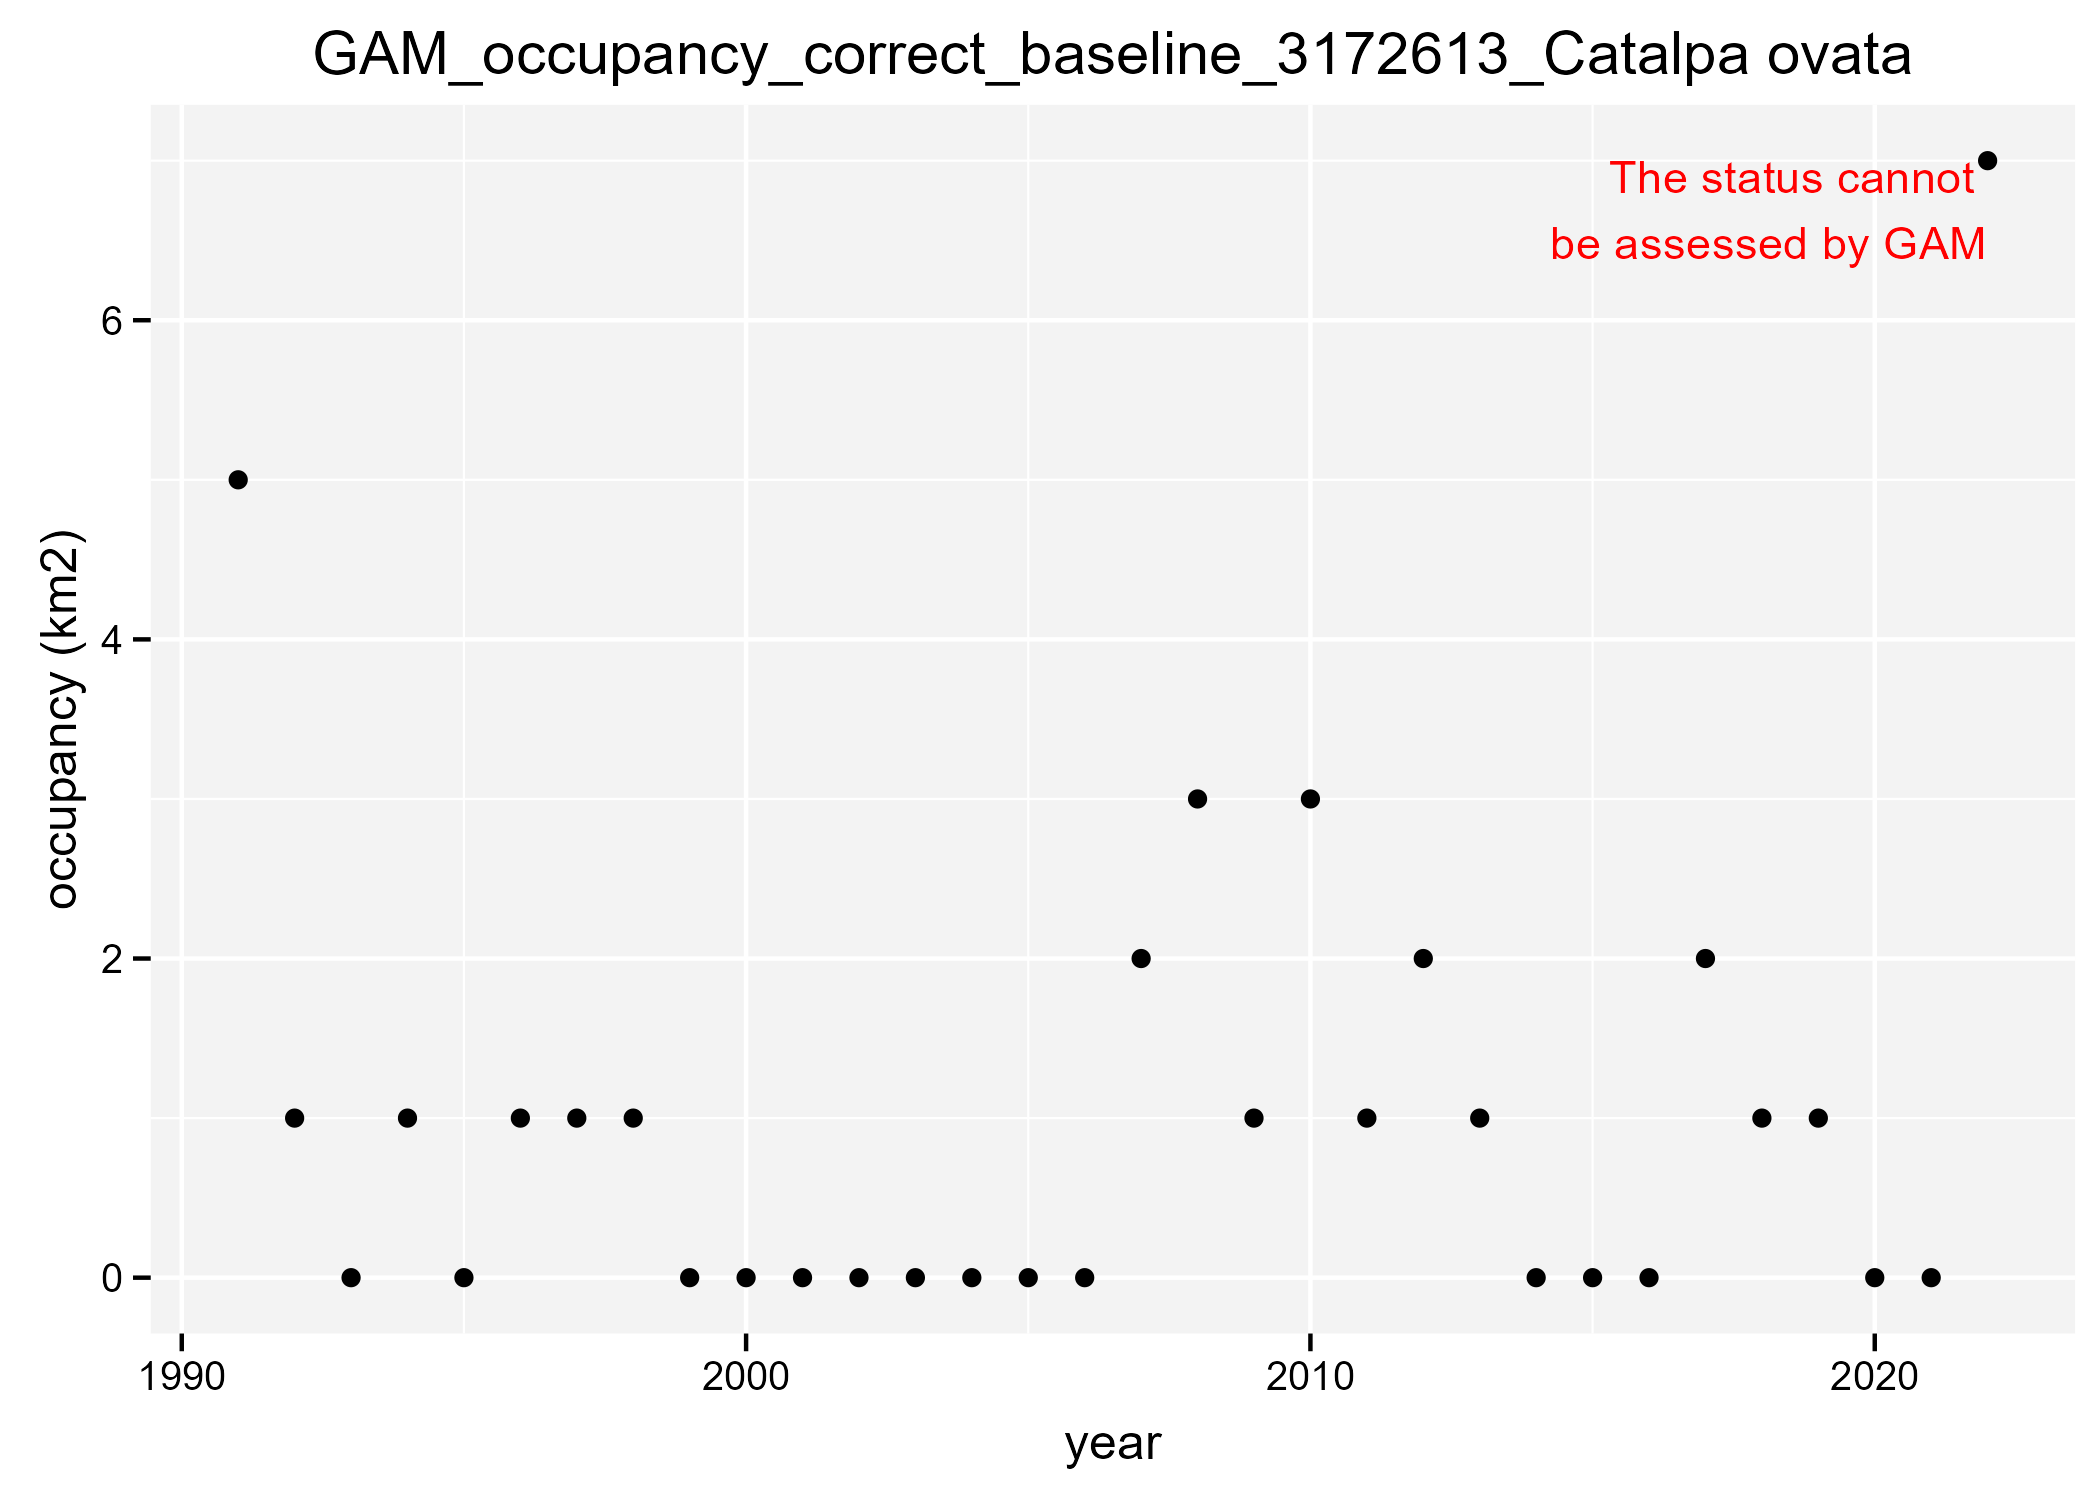 GAM_occupancy_correct_baseline_3172613_Catalpa ovata
The status cannot
be assessed by GAM
occupancy (km2)
6
4
2
0
1990 2000 2010 2020
year